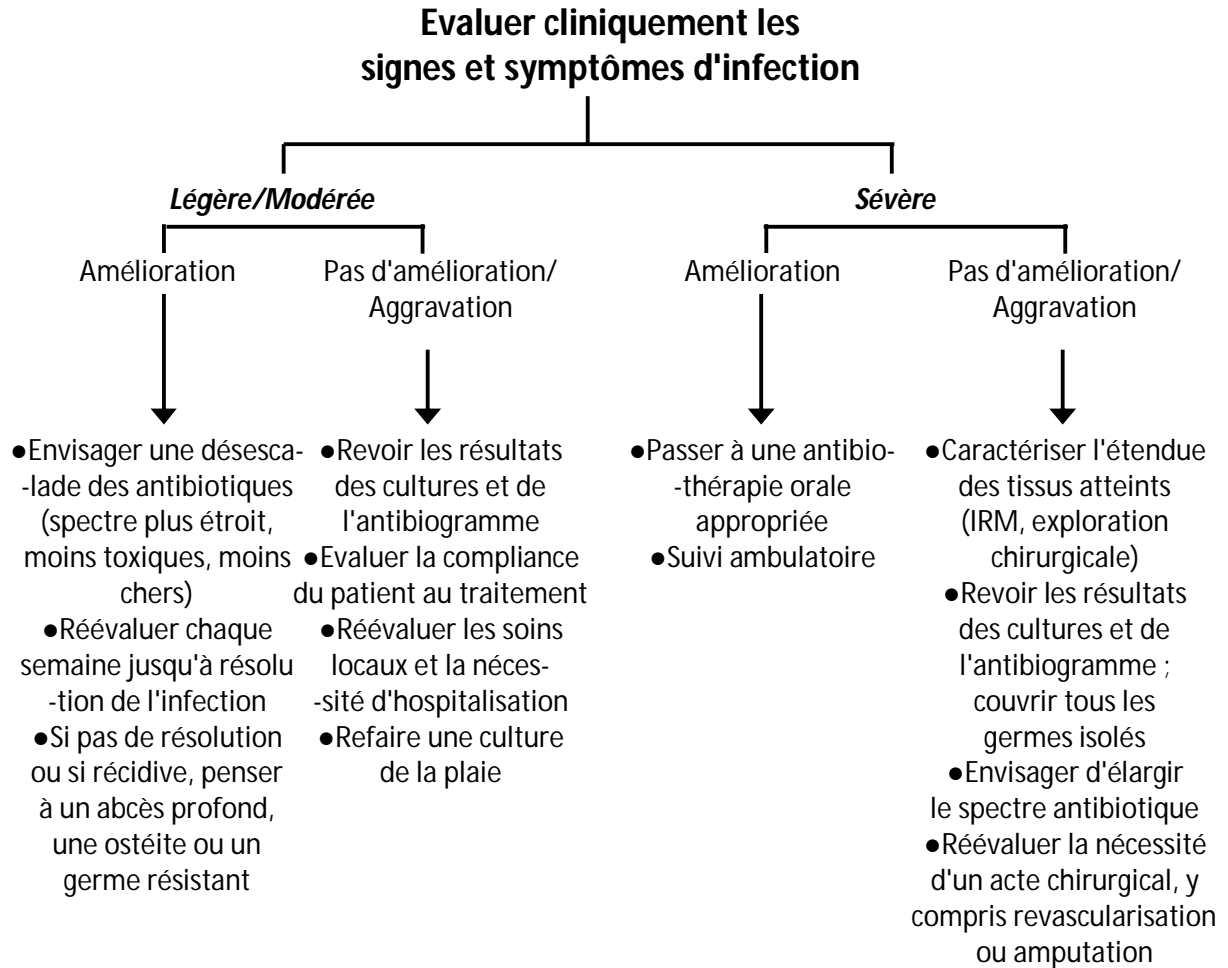 Evaluer cliniquement les
signes et symptômes d'infection
Légère/Modérée
Sévère
Amélioration
Pas d'amélioration/
Aggravation
Amélioration
Pas d'amélioration/
Aggravation
●Envisager une désesca-
-lade des antibiotiques
(spectre plus étroit,
moins toxiques, moins
chers)
●Réévaluer chaque
semaine jusqu'à résolu
-tion de l'infection
●Si pas de résolution
ou si récidive, penser
à un abcès profond,
une ostéite ou un
germe résistant
●Revoir les résultats
des cultures et de
l'antibiogramme
●Evaluer la compliance
du patient au traitement
●Réévaluer les soins
locaux et la néces-
-sité d'hospitalisation
●Refaire une culture
de la plaie
●Passer à une antibio-
-thérapie orale
appropriée
●Suivi ambulatoire
●Caractériser l'étendue
des tissus atteints
(IRM, exploration
chirurgicale)
●Revoir les résultats
des cultures et de
l'antibiogramme ;
couvrir tous les
germes isolés
●Envisager d'élargir
le spectre antibiotique
●Réévaluer la nécessité
d'un acte chirurgical, y
compris revascularisation
ou amputation